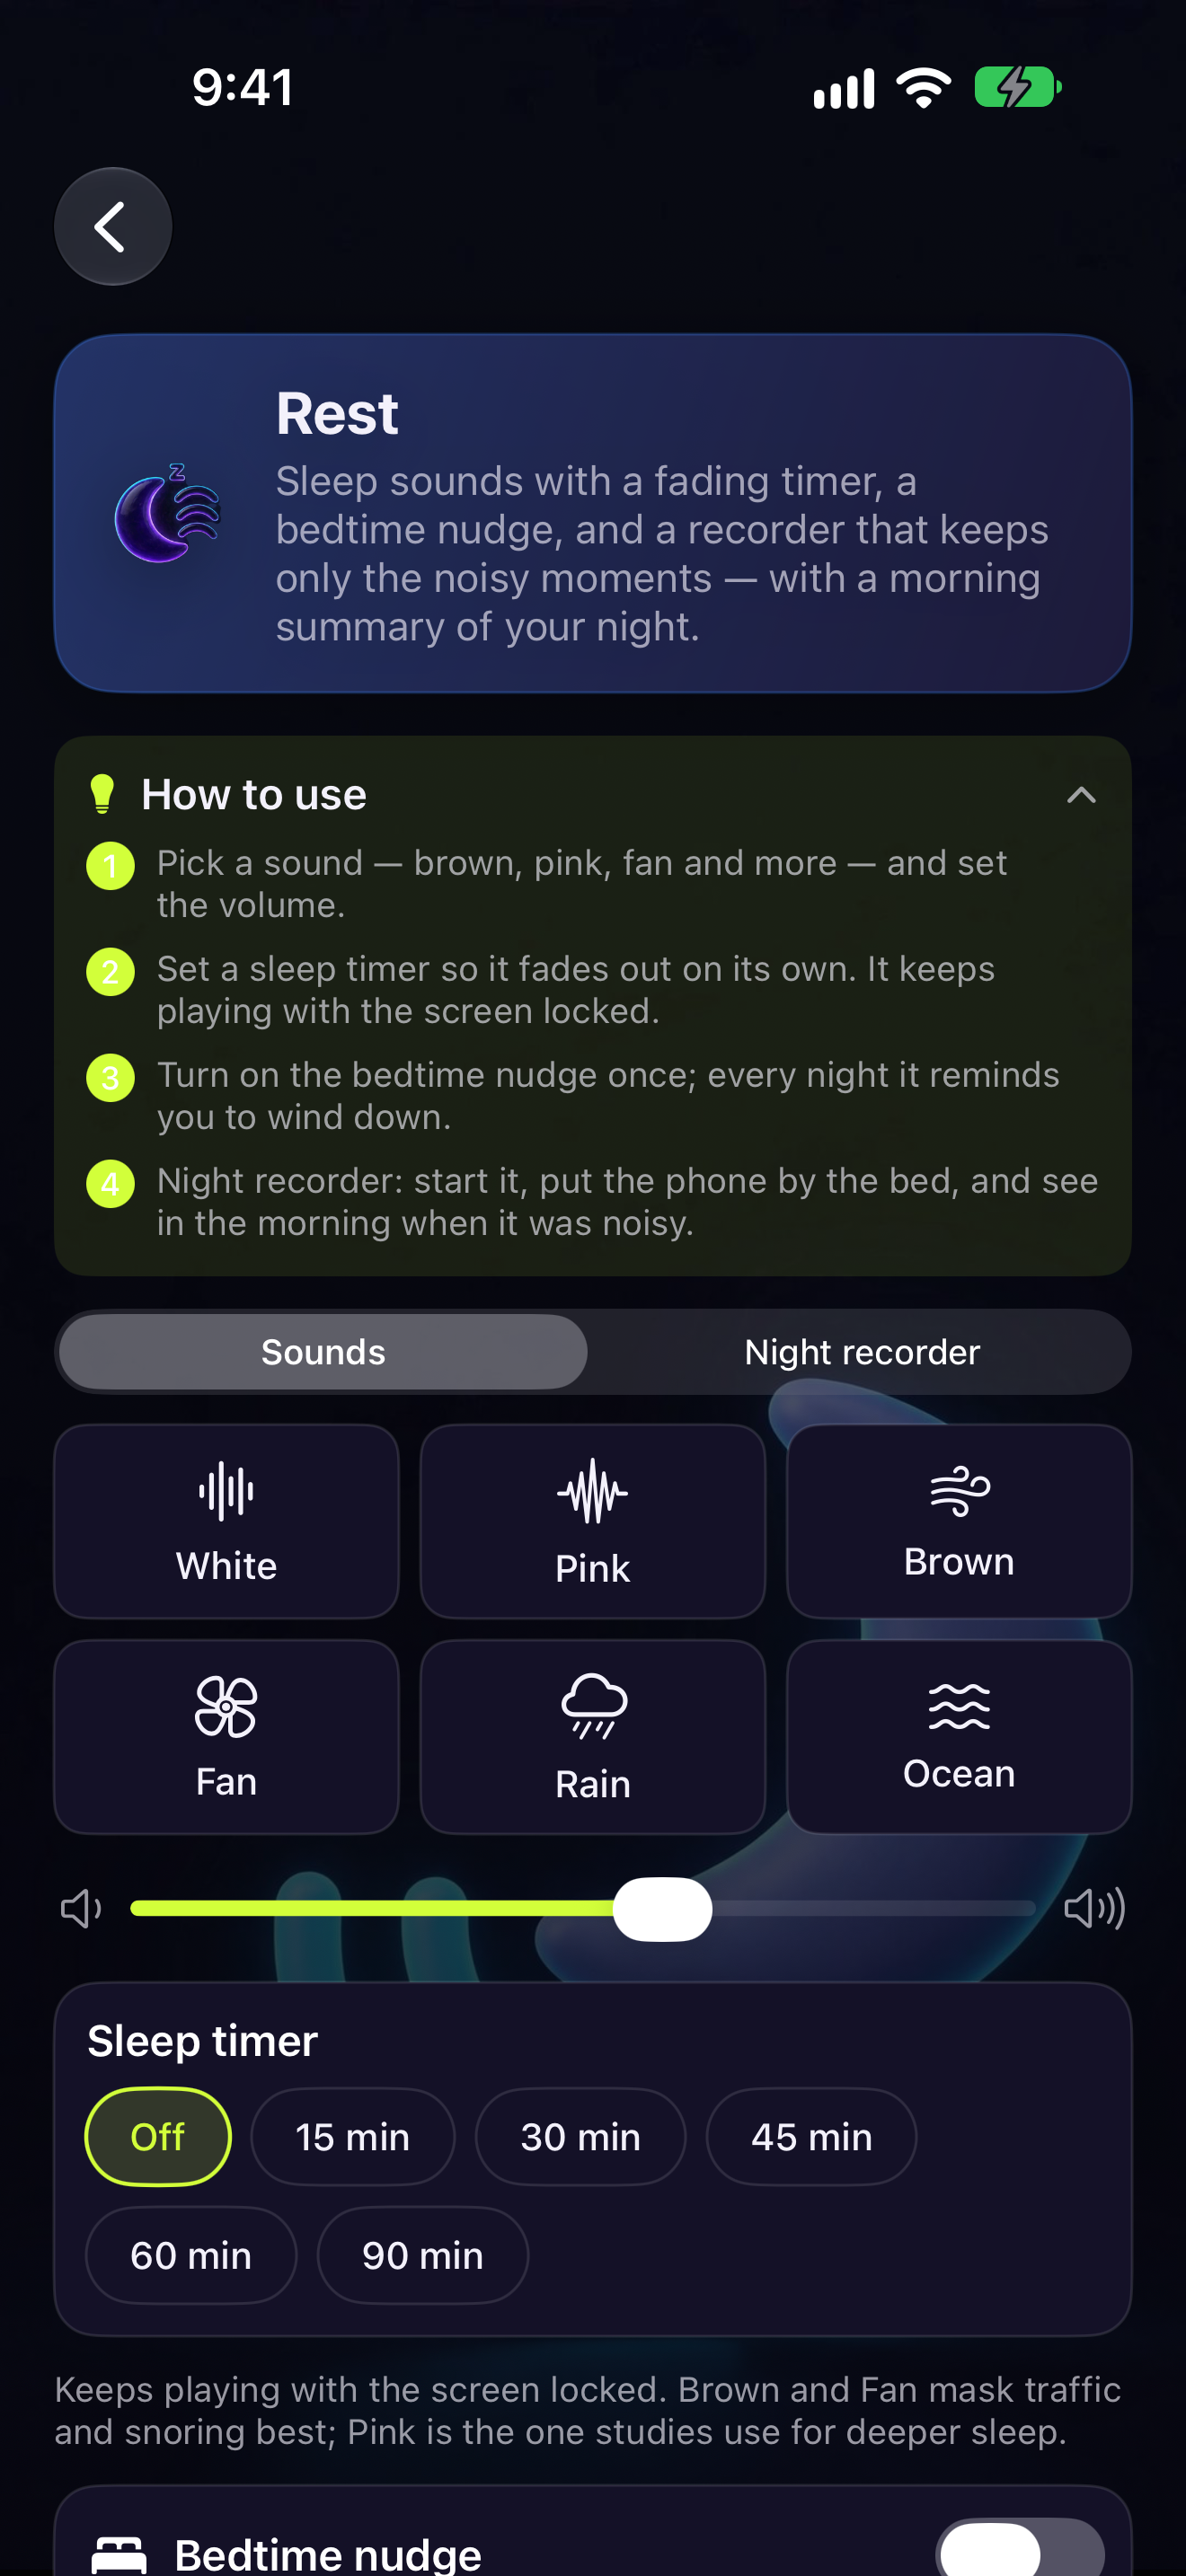 9:41
Rest
Sleep sounds with a fading timer, a
bedtime nudge, and a recorder that keeps
only the noisy moments — with a morning
summary of your night.
How to use
1 Pick a sound — brown, pink, fan and more — and set
the volume.
2 Set a sleep timer so it fades out on its own. It keeps
playing with the screen locked.
3 Turn on the bedtime nudge once; every night it reminds
you to wind down.
4 Night recorder: start it, put the phone by the bed, and see
in the morning when it was noisy.
Sounds Night recorder
White Pink Brown
Fan Rain Ocean
Sleep timer
Off 15 min 30 min 45 min
60 min 90 min
Keeps playing with the screen locked. Brown and Fan mask traffic
and snoring best; Pink is the one studies use for deeper sleep.
Bedtime nudge